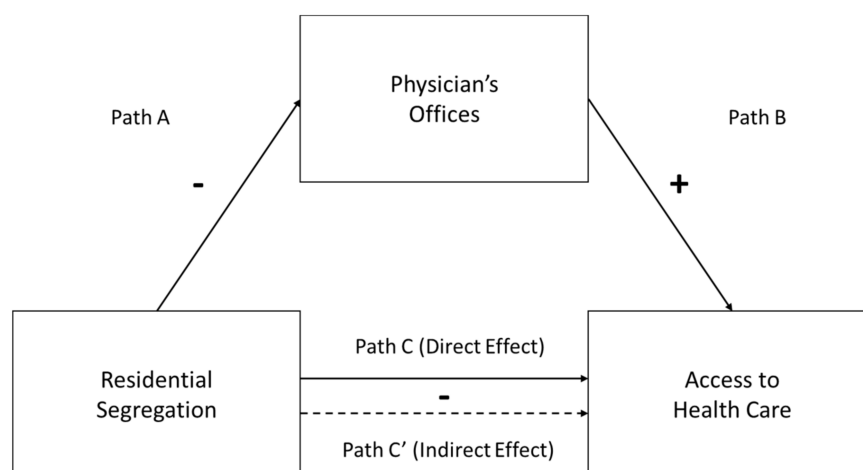 Physician’s
Offices
Path A
Path B
-
+
Path C (Direct Effect)
Residential
Segregation
-
Access to
Health Care
Path C’ (Indirect Effect)